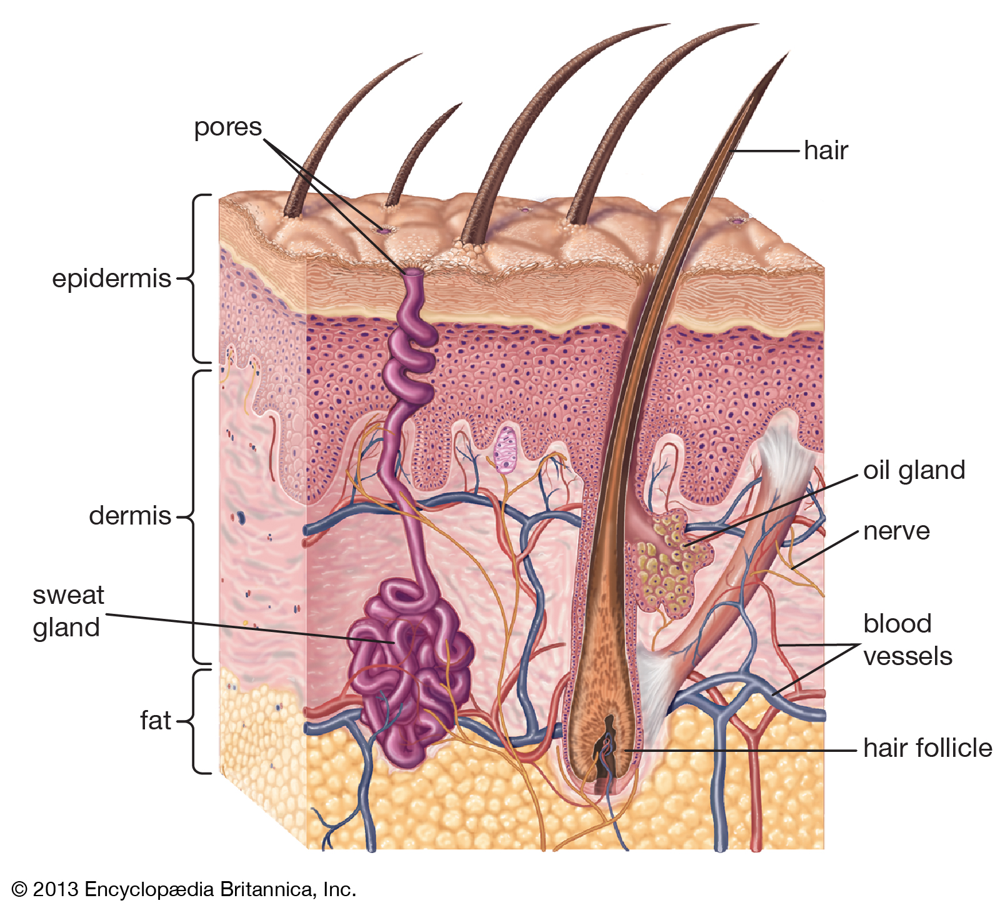 pores
hair
epidermis
oil gland
dermis
nerve
sweat
gland
blood
vessels
fat
hair follicle
© 2013 Encyclopædia Britannica, Inc.